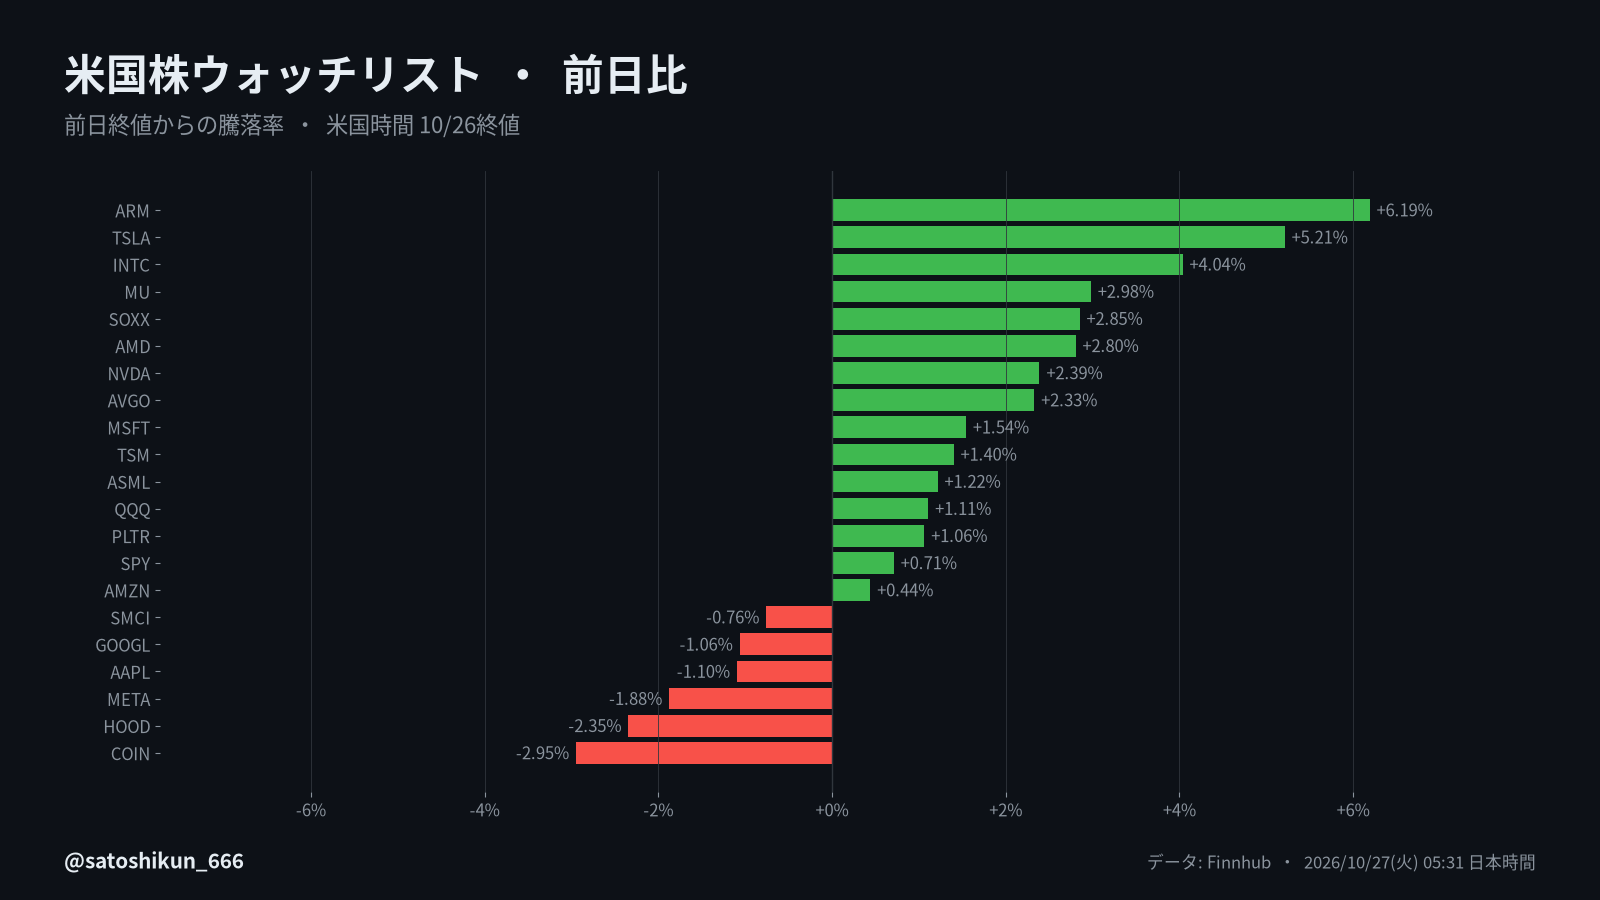 米国株ウォッチリスト ・ 前日比
前日終値からの騰落率 ・ 米国時間 10/26終値
ARM +6.19%
TSLA +5.21%
INTC +4.04%
MU +2.98%
SOXX +2.85%
AMD +2.80%
NVDA +2.39%
AVGO +2.33%
MSFT +1.54%
TSM +1.40%
ASML +1.22%
QQQ +1.11%
PLTR +1.06%
SPY +0.71%
AMZN +0.44%
SMCI -0.76%
GOOGL -1.06%
AAPL -1.10%
META -1.88%
HOOD -2.35%
COIN -2.95%
-6% -4% -2% +0% +2% +4% +6%
@satoshikun_666
データ: Finnhub ・ 2026/10/27(火) 05:31 日本時間